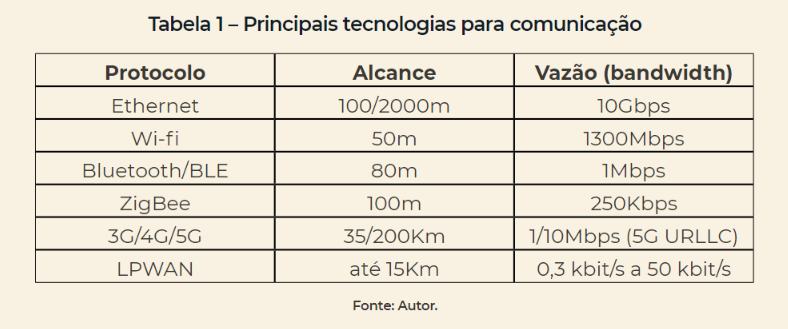 Tabela 1 – Principais tecnologias para comunicação
Protocolo Alcance Vazão (bandwidth)
Ethernet 100/2000m 10Gbps
Wi-fi 50m 1300Mbps
Bluetooth/BLE 80m 1Mbps
ZigBee 100m 250Kbps
3G/4G/5G 35/200Km 1/10Mbps (5G URLLC)
LPWAN até 15Km 0,3 kbit/s a 50 kbit/s
Fonte: Autor.